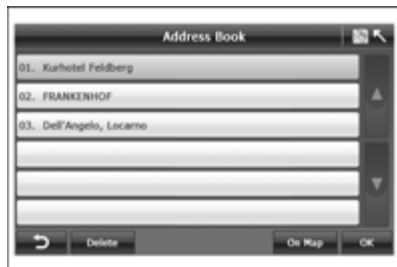 Address Book
01. Kurhotel Feldberg
02. FRANKENHOF
03. Dell'Angelo, Locarno
Delete On Map OK